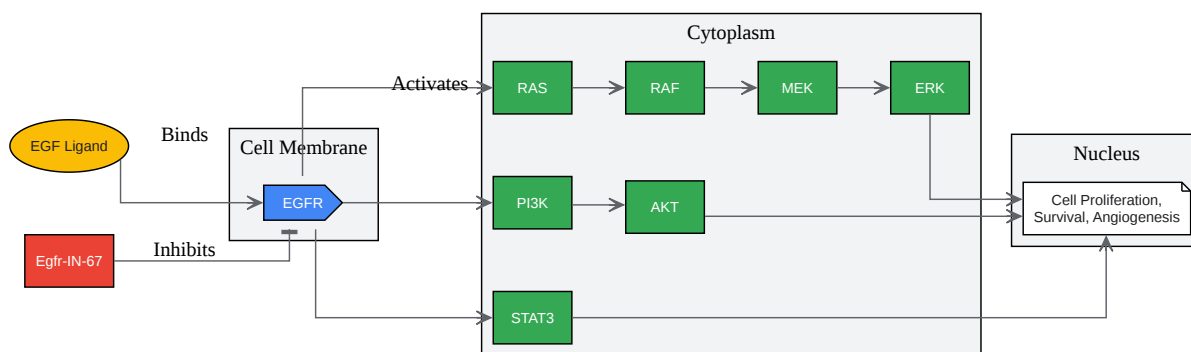 Cytoplasm
Activates
RAS
RAF
MEK
ERK
Binds
EGF Ligand
Cell Membrane
EGFR
PI3K
AKT
Nucleus
Cell Proliferation,
Survival, Angiogenesis
Egfr-IN-67
Inhibits
STAT3